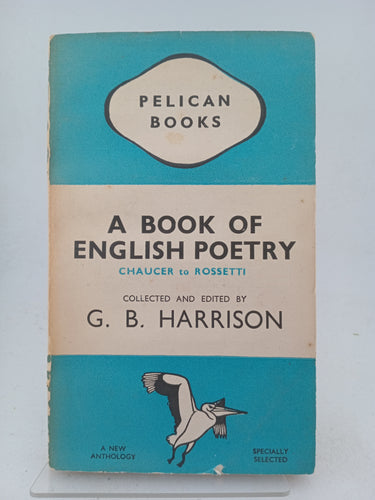 PELICAN
BOOKS
A BOOK OF
ENGLISH POETRY
CHAUCER to ROSSETTI
COLLECTED AND EDITED BY
G. B. HARRISON
A NEW
ANTHOLOGY
SPECIALLY
SELECTED